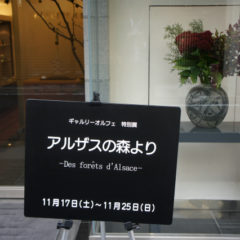 ギャルリーオルフェ 特別展
アルザスの森より
-Des forêts d'Alsace-
11月17日(土)~11月25日(日)